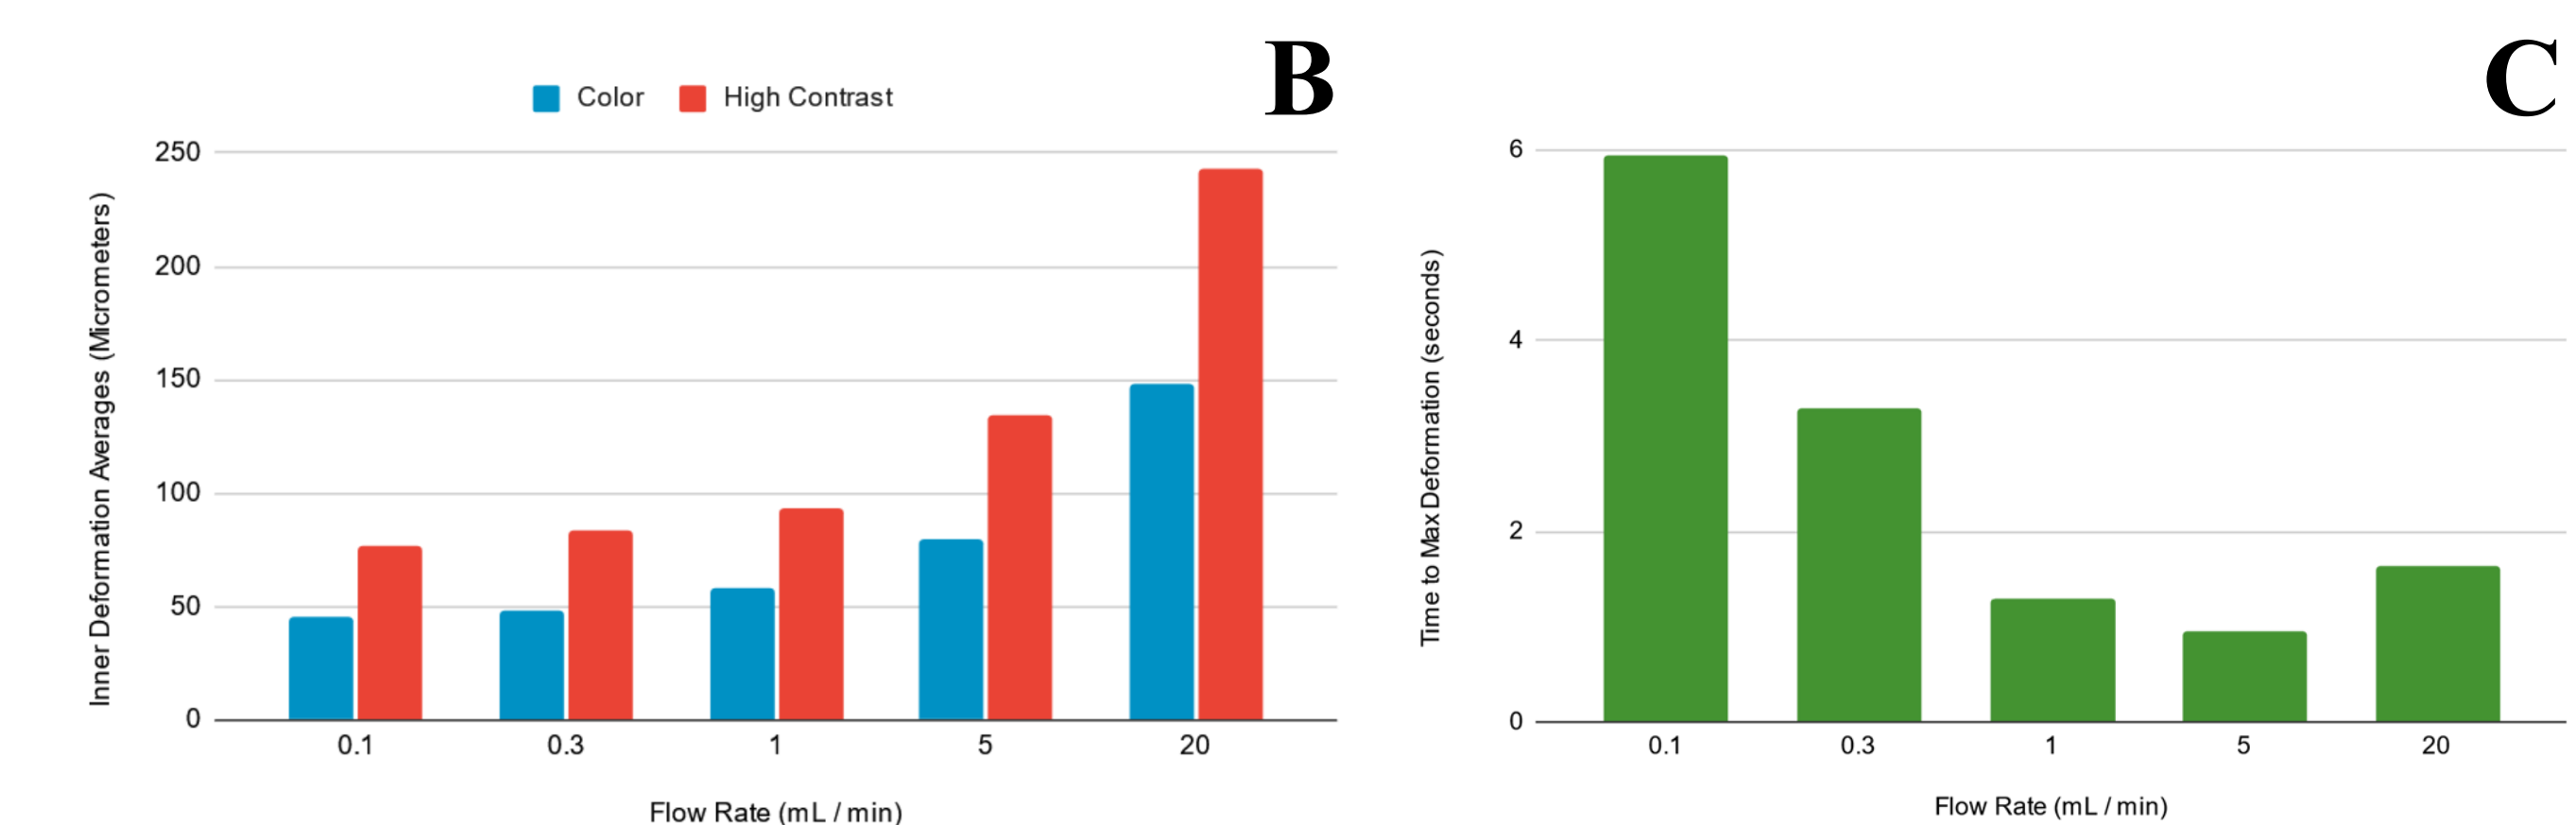 B
Color High Contrast
Inner Deformation Averages (Micrometers)
250
200
150
100
50
0
0.1 0.3 1 5 20
Flow Rate (mL / min)
C
Time to Max Deformation (seconds)
6
4
2
0
0.1 0.3 1 5 20
Flow Rate (mL / min)